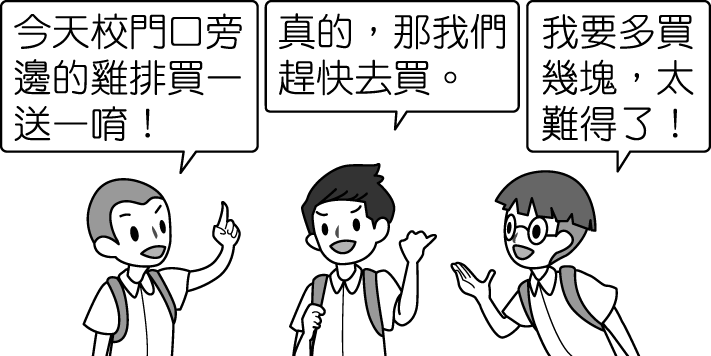 今天校門口旁
邊的雞排買一
送一唷！
真的，那我們
趕快去買。
我要多買
幾塊，太
難得了！